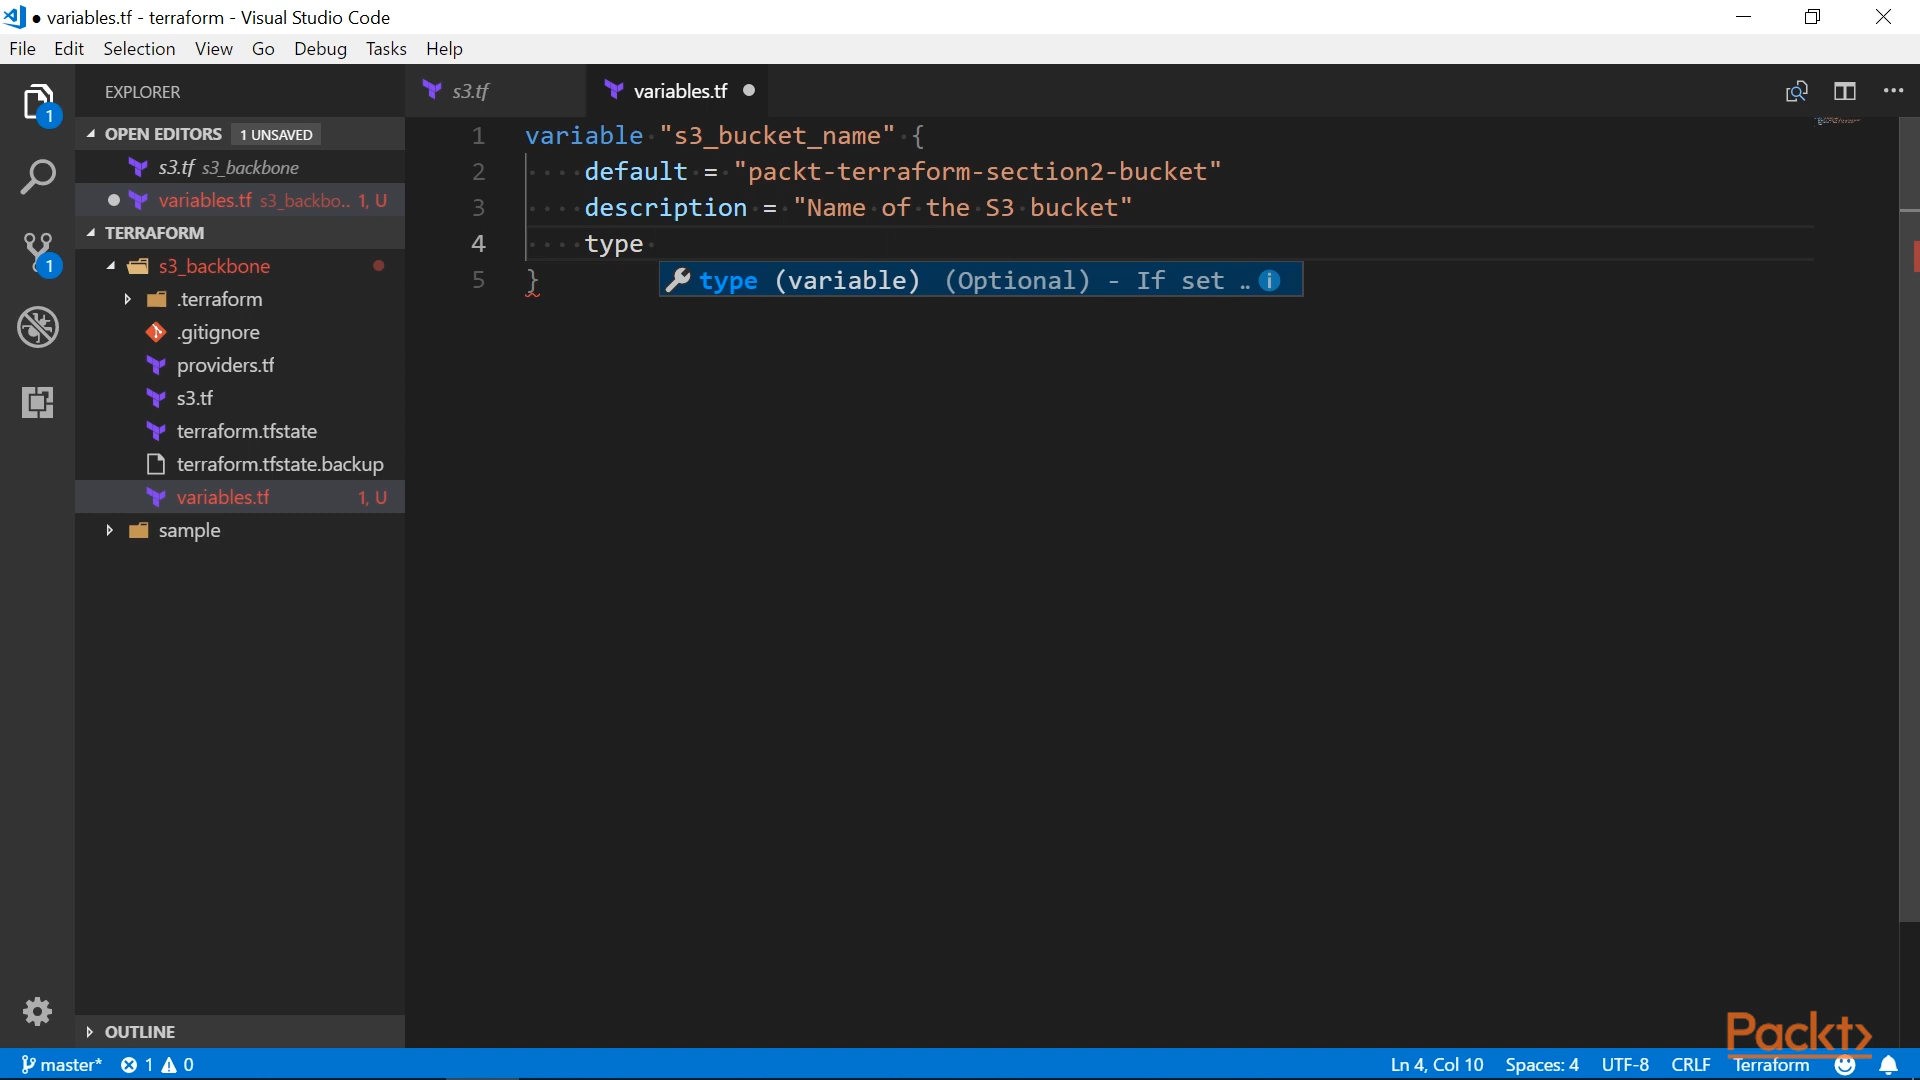 ● variables.tf - terraform - Visual Studio Code
File Edit Selection View Go Debug Tasks Help
EXPLORER
s3.tf
variables.tf
1
OPEN EDITORS 1 UNSAVED
s3.tf s3_backbone
variables.tf s3_backbo.. 1, U
TERRAFORM
1
s3_backbone
.terraform
.gitignore
providers.tf
s3.tf
terraform.tfstate
terraform.tfstate.backup
variables.tf 1, U
sample
OUTLINE
1 variable "s3_bucket_name" {
2 default = "packt-terraform-section2-bucket"
3 description = "Name of the S3 bucket"
4 type
5 }
type (variable) (Optional) - If set ..
Packt>
master* 1 0
Ln 4, Col 10 Spaces: 4 UTF-8 CRLF Terraform